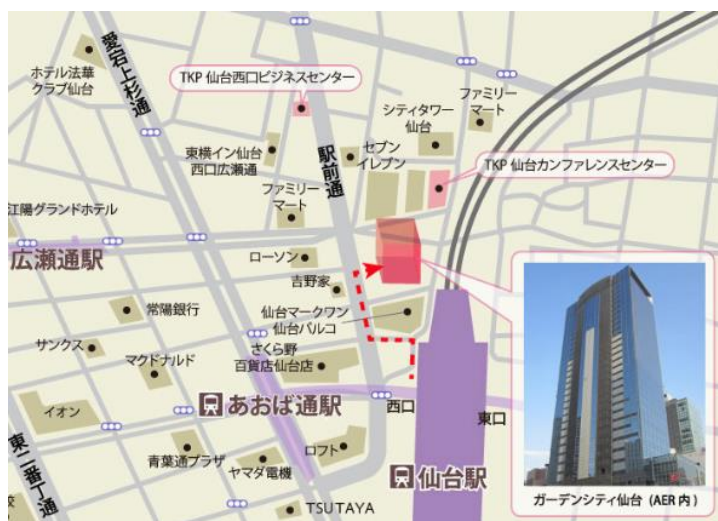 愛宕上杉通
ホテル法華
クラブ仙台
TKP 仙台西口ビジネスセンター
ファミリー
マート
シティタワー
仙台
東横イン仙台
西口広瀬通
駅前通
セブン
イレブン
TKP 仙台カンファレンスセンター
ファミリー
マート
江陽グランドホテル
広瀬通駅
ローソン
吉野家
常陽銀行
仙台マークワン
仙台パルコ
サンクス
マクドナルド
さくら野
百貨店仙台店
イオン
あおば通駅
西口
東口
東二番丁通
青葉通プラザ
ヤマダ電機
ロフト
仙台駅
TSUTAYA
ガーデンシティ仙台（AER 内）